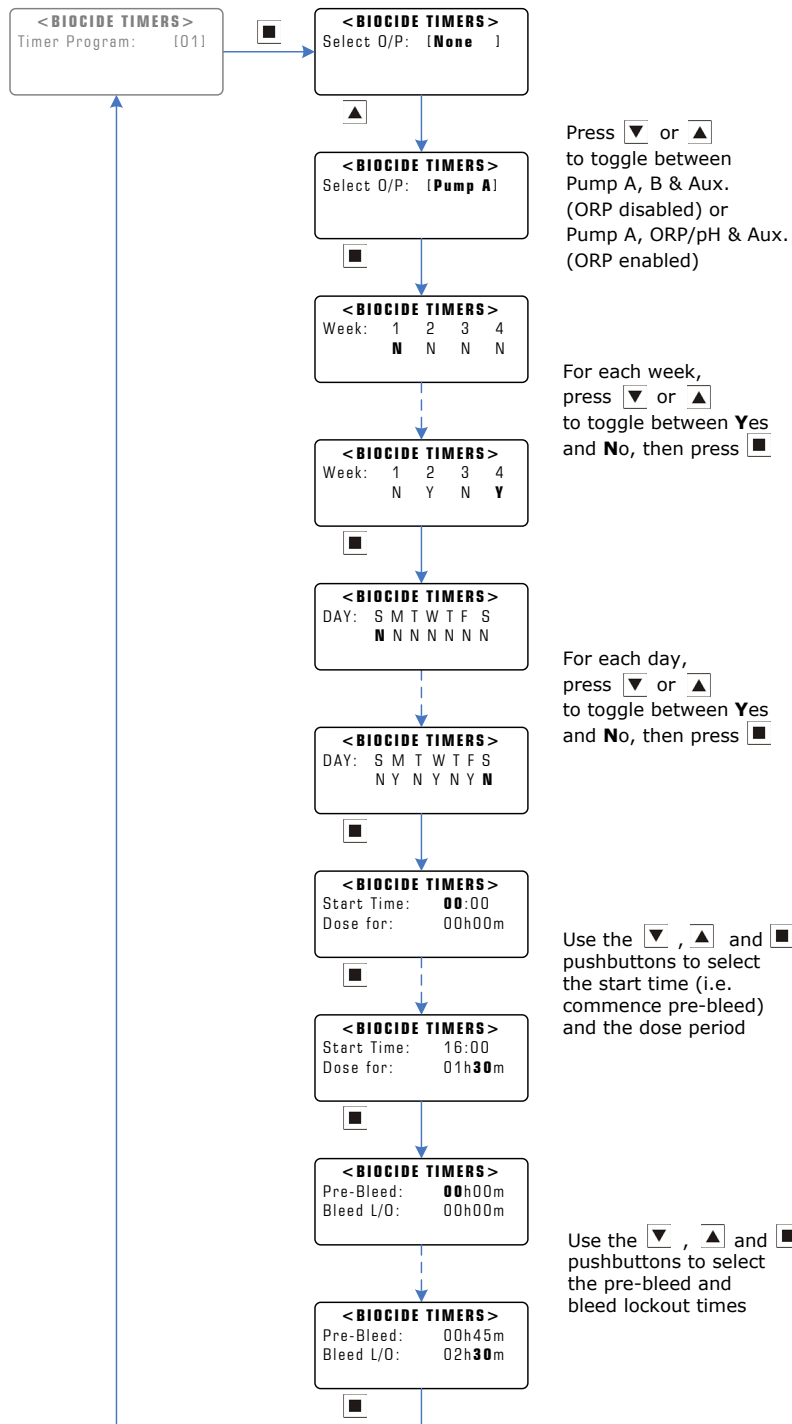 <BIOCIDE TIMERS>
Timer Program: [01]
<BIOCIDE TIMERS>
Select O/P: [None ]
<BIOCIDE TIMERS>
Select O/P: [Pump A]
Press ▼ or ▲
to toggle between
Pump A, B & Aux.
(ORP disabled) or
Pump A, ORP/pH & Aux.
(ORP enabled)
<BIOCIDE TIMERS>
Week: 1 2 3 4
N N N N
For each week,
press ▼ or ▲
to toggle between Yes
and No, then press ■
<BIOCIDE TIMERS>
Week: 1 2 3 4
N Y N Y
<BIOCIDE TIMERS>
DAY: S M T W T F S
N N N N N N N
For each day,
press ▼ or ▲
to toggle between Yes
and No, then press ■
<BIOCIDE TIMERS>
DAY: S M T W T F S
N Y N Y N Y N
<BIOCIDE TIMERS>
Start Time: 00:00
Dose for: 00h00m
Use the ▼ , ▲ and ■
pushbuttons to select
the start time (i.e.
commence pre-bleed)
and the dose period
<BIOCIDE TIMERS>
Start Time: 16:00
Dose for: 01h30m
<BIOCIDE TIMERS>
Pre-Bleed: 00h00m
Bleed L/O: 00h00m
Use the ▼ , ▲ and ■
pushbuttons to select
the pre-bleed and
bleed lockout times
<BIOCIDE TIMERS>
Pre-Bleed: 00h45m
Bleed L/O: 02h30m